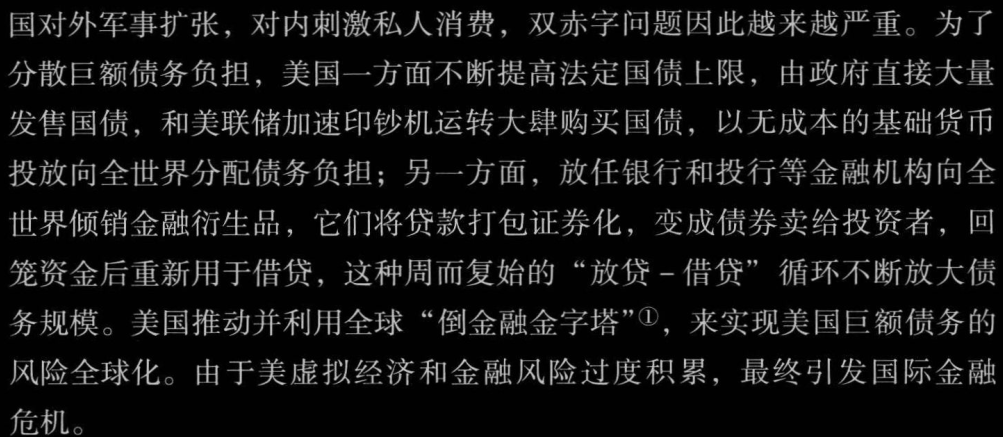 国对外军事扩张，对内刺激私人消费，双赤字问题因此越来越严重。为了
分散巨额债务负担，美国一方面不断提高法定国债上限，由政府直接大量
发售国债，和美联储加速印钞机运转大肆购买国债，以无成本的基础货币
投放向全世界分配债务负担；另一方面，放任银行和投行等金融机构向全
世界倾销金融衍生品，它们将贷款打包证券化，变成债券卖给投资者，回
笼资金后重新用于借贷，这种周而复始的“放贷－借贷”循环不断放大债
务规模。美国推动并利用全球“倒金融金字塔”①，来实现美国巨额债务的
风险全球化。由于美虚拟经济和金融风险过度积累，最终引发国际金融
危机。